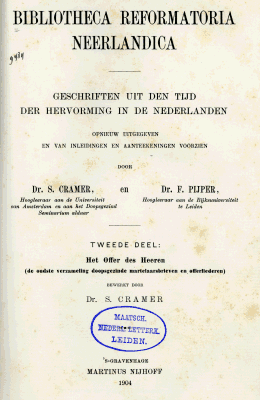 BIBLIOTHECA REFORMATORIA
NEERLANDICA
GESCHRIFTEN UIT DEN TIJD
DER HERVORMING IN DE NEDERLANDEN
OPNIEUW UITGEGEVEN
EN VAN INLEIDINGEN EN AANTEEKENINGEN VOORZIEN
DOOR
Dr. S. CRAMER, en Dr. F. PIJPER,
Hoogleeraar aan de Universiteit Hoogleeraar aan de Rijksuniversiteit
van Amsterdam en aan het Doopsgezind te Leiden
Seminarium aldaar
TWEEDE DEEL:
Het Offer des Heeren
(de oudste verzameling doopsgezinde martelaarsbrieven en offerliederen)
BEWERKT DOOR
Dr. S. CRAMER
MAATSCH.
NEDERL. LETTERK.
LEIDEN.
'S-GRAVENHAGE
MARTINUS NIJHOFF
1904